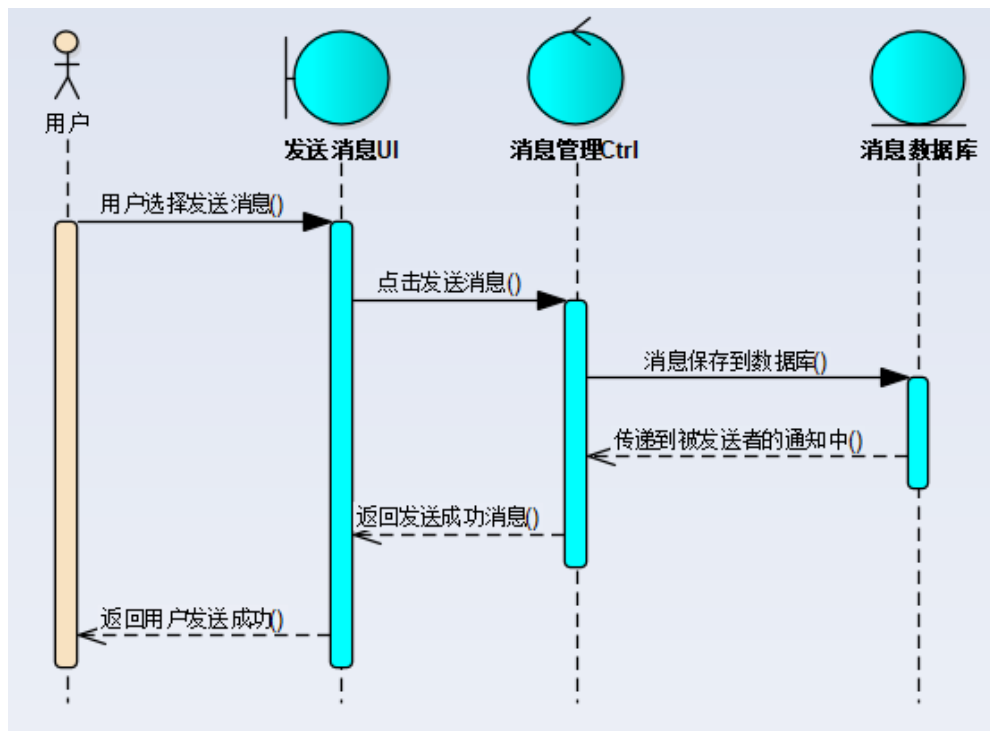 用户
发送消息UI
消息管理Ctrl
消息数据库
用户选择发送消息()
点击发送消息()
消息保存到数据库()
传递到被发送者的通知中()
返回发送成功消息()
返回用户发送成功()